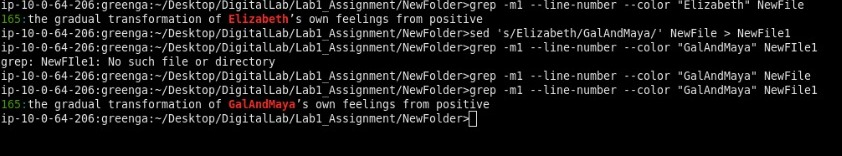 ip-10-0-64-206:greenga:~/Desktop/DigitalLab/Lab1_Assignment/NewFolder>grep -m1 --line-number --color "Elizabeth" NewFile
165:the gradual transformation of Elizabeth’s own feelings from positive
ip-10-0-64-206:greenga:~/Desktop/DigitalLab/Lab1_Assignment/NewFolder>sed 's/Elizabeth/GalAndMaya/' NewFile > NewFile1
ip-10-0-64-206:greenga:~/Desktop/DigitalLab/Lab1_Assignment/NewFolder>grep -m1 --line-number --color "GalAndMaya" NewFIle1
grep: NewFIle1: No such file or directory
ip-10-0-64-206:greenga:~/Desktop/DigitalLab/Lab1_Assignment/NewFolder>grep -m1 --line-number --color "GalAndMaya" NewFile
ip-10-0-64-206:greenga:~/Desktop/DigitalLab/Lab1_Assignment/NewFolder>grep -m1 --line-number --color "GalAndMaya" NewFile1
165:the gradual transformation of GalAndMaya’s own feelings from positive
ip-10-0-64-206:greenga:~/Desktop/DigitalLab/Lab1_Assignment/NewFolder>